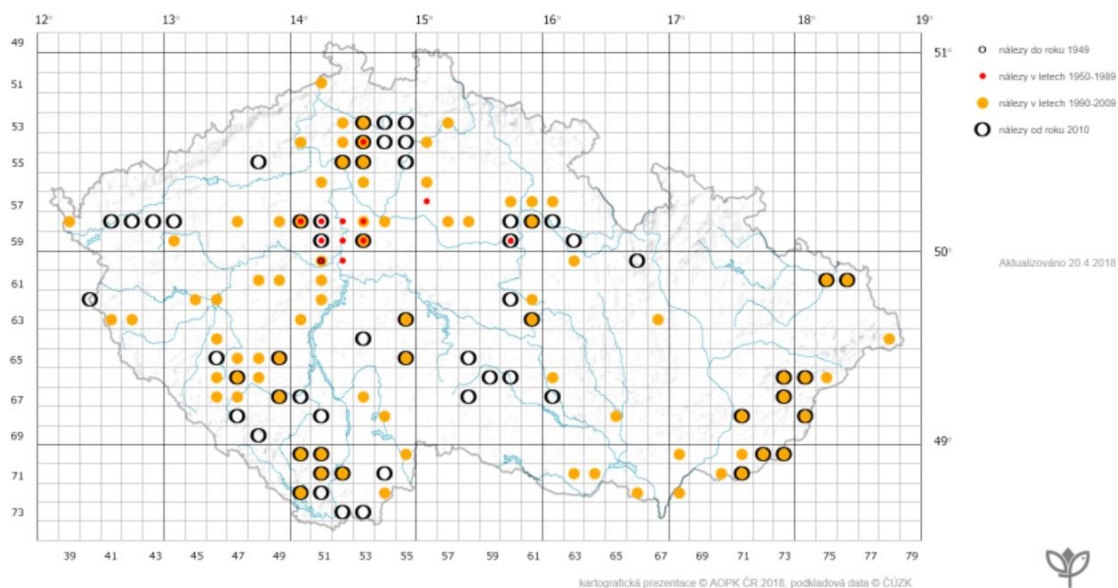 12° 13° 14° 15° 16° 17° 18° 19°
49
51°
51
53
55
57
59
50°
61
63
65
67
69
49°
71
73
39 41 43 45 47 49 51 53 55 57 59 61 63 65 67 69 71 73 75 77 79
nálezy do roku 1949
nálezy v letech 1950-1989
nálezy v letech 1990-2009
nálezy od roku 2010
Aktualizováno 20.4.2018
kartografická prezentace © AOPK ČR 2018, podkladová data © ČÚZK